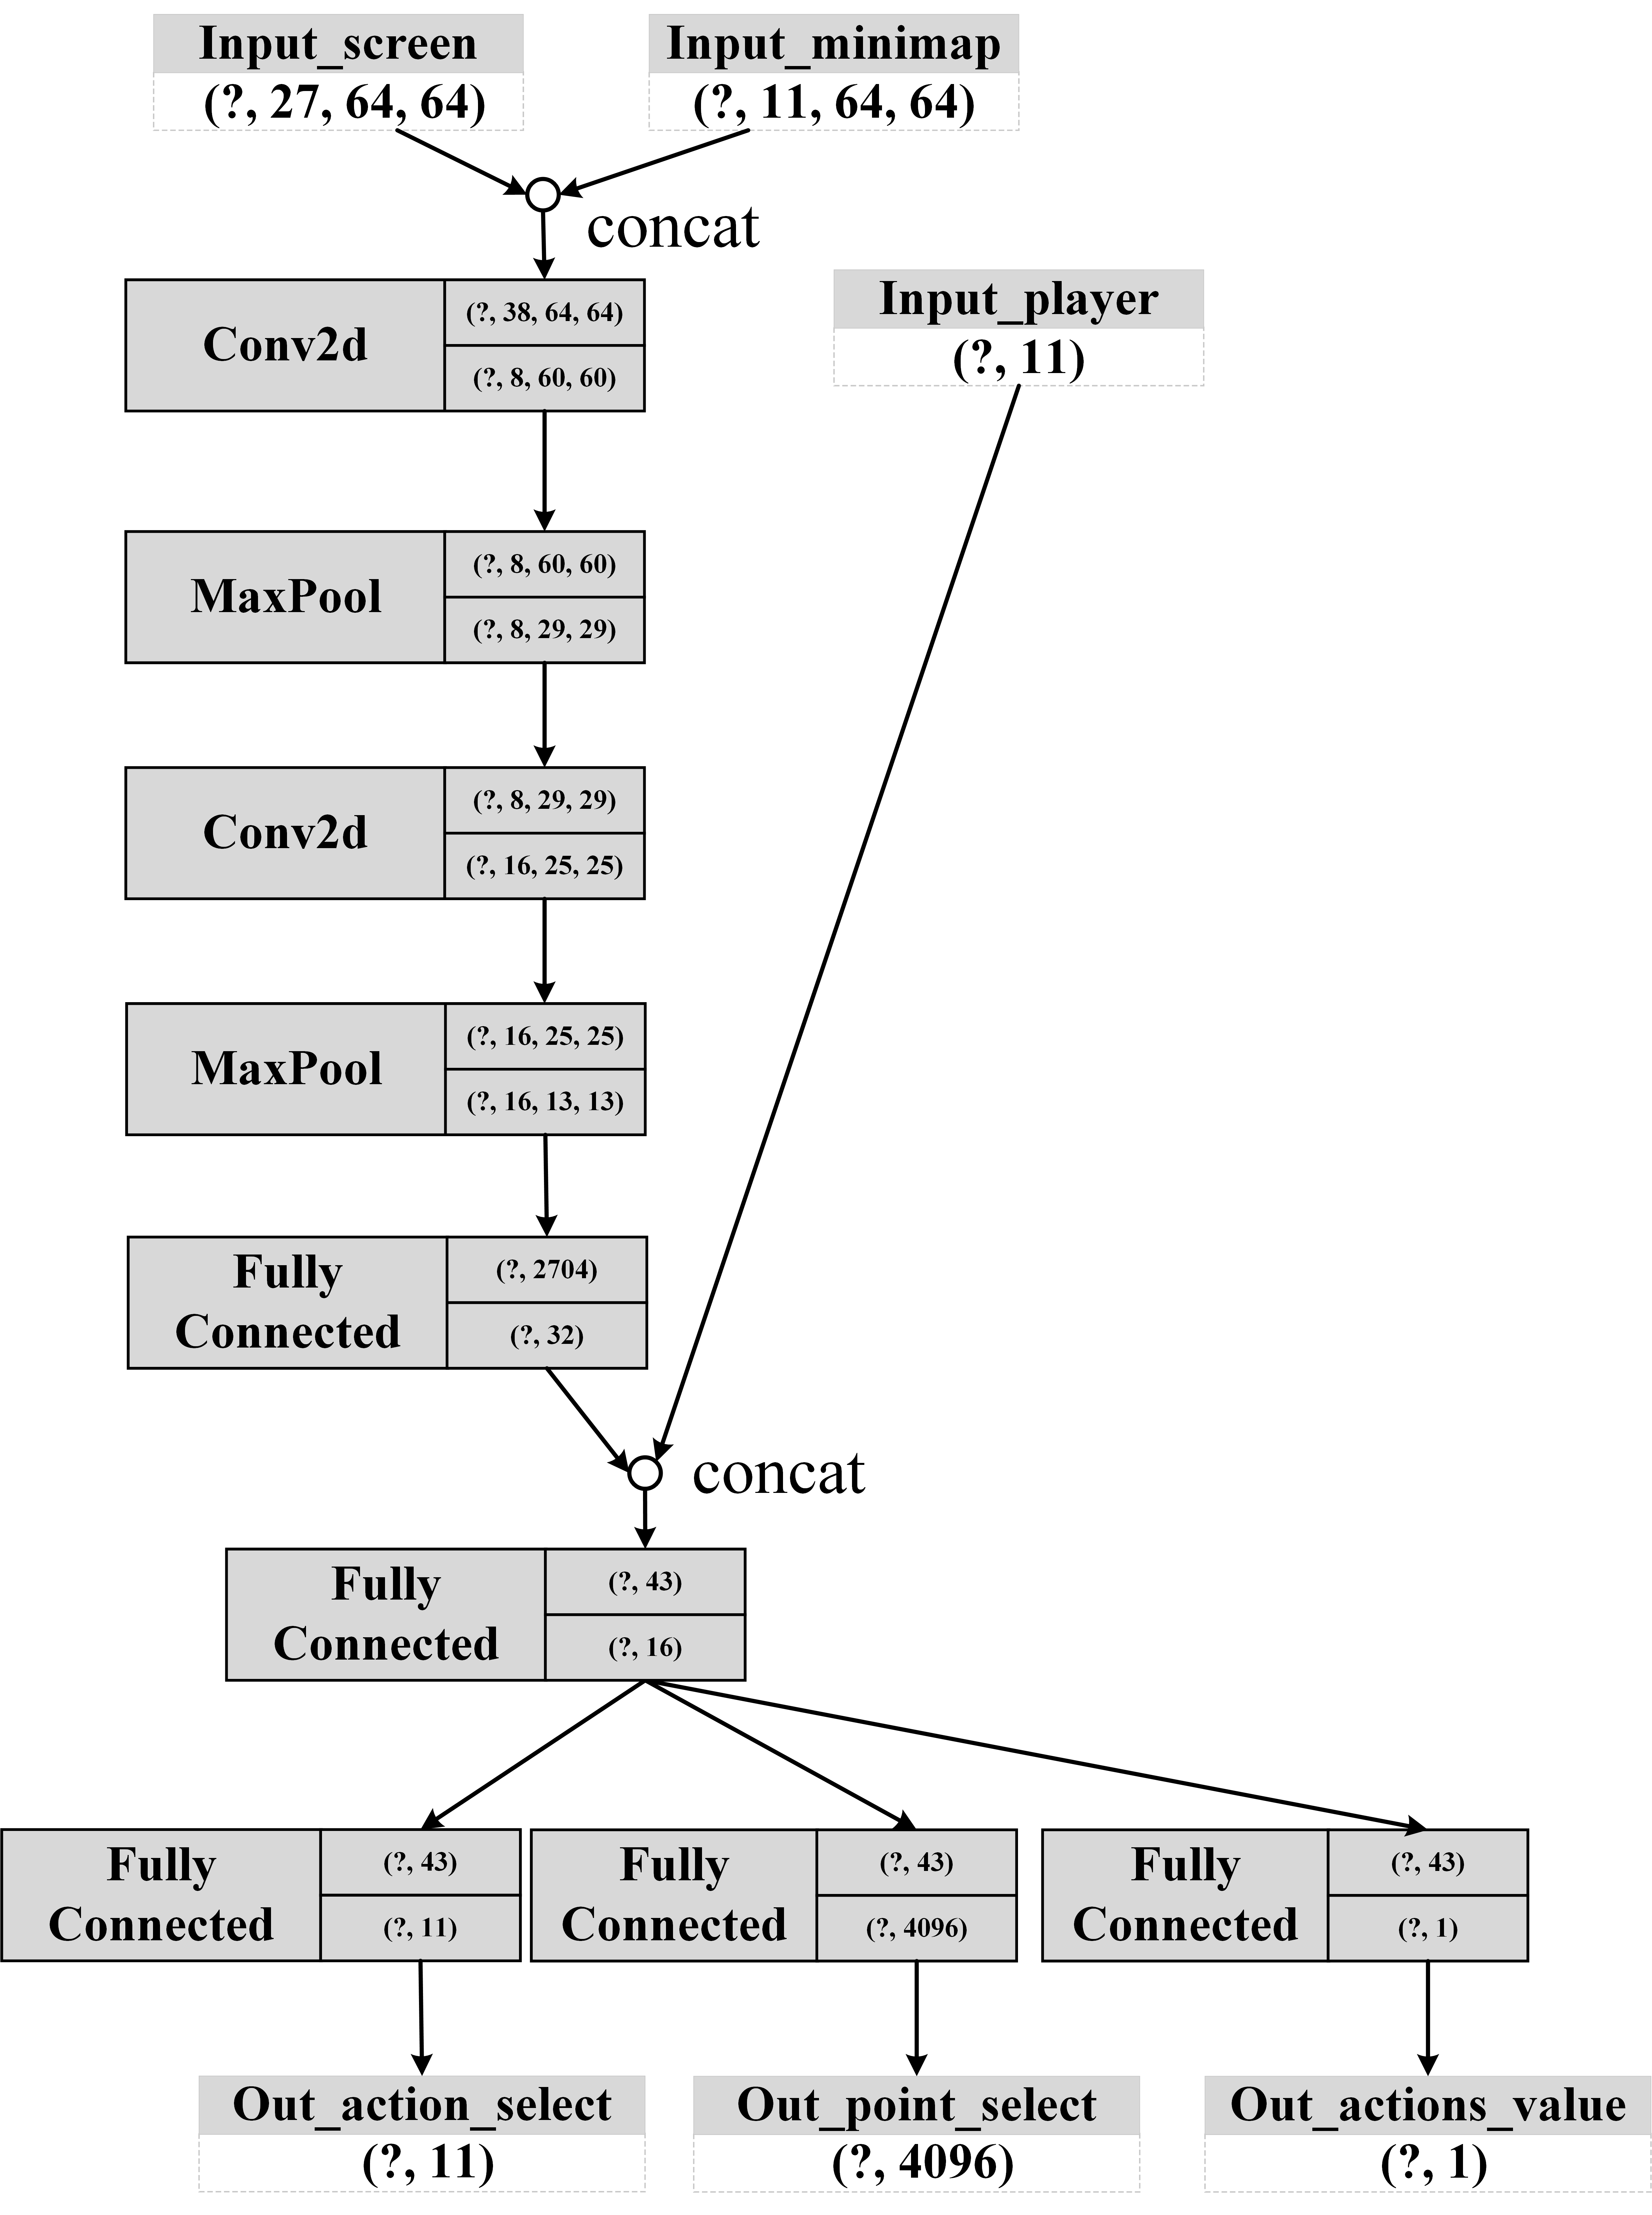 Input_screen
(?, 27, 64, 64)
Input_minimap
(?, 11, 64, 64)
concat
Conv2d
(?, 38, 64, 64)
(?, 8, 60, 60)
Input_player
(?, 11)
MaxPool
(?, 8, 60, 60)
(?, 8, 29, 29)
Conv2d
(?, 8, 29, 29)
(?, 16, 25, 25)
MaxPool
(?, 16, 25, 25)
(?, 16, 13, 13)
Fully
Connected
(?, 2704)
(?, 32)
concat
Fully
Connected
(?, 43)
(?, 16)
Fully
Connected
(?, 43)
(?, 11)
Fully
Connected
(?, 43)
(?, 4096)
Fully
Connected
(?, 43)
(?, 1)
Out_action_select
(?, 11)
Out_point_select
(?, 4096)
Out_actions_value
(?, 1)